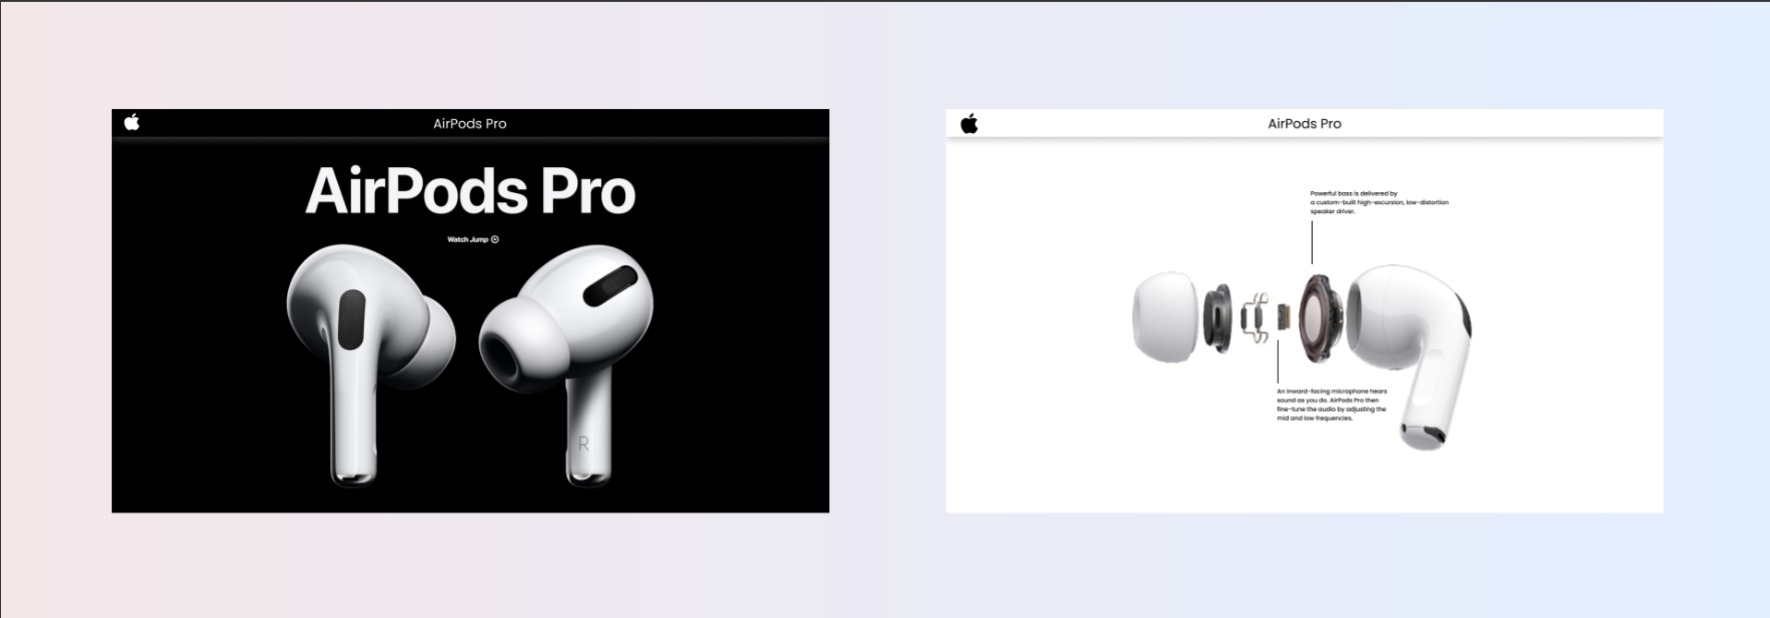 AirPods Pro
AirPods Pro
Watch Jump
R
AirPods Pro
Powerful bass is delivered by
a custom-built high-excursion, low-distortion
speaker driver.
An inward-facing microphone hears
sound as you do. AirPods Pro then
fine-tune the audio by adjusting the
mid and low frequencies.